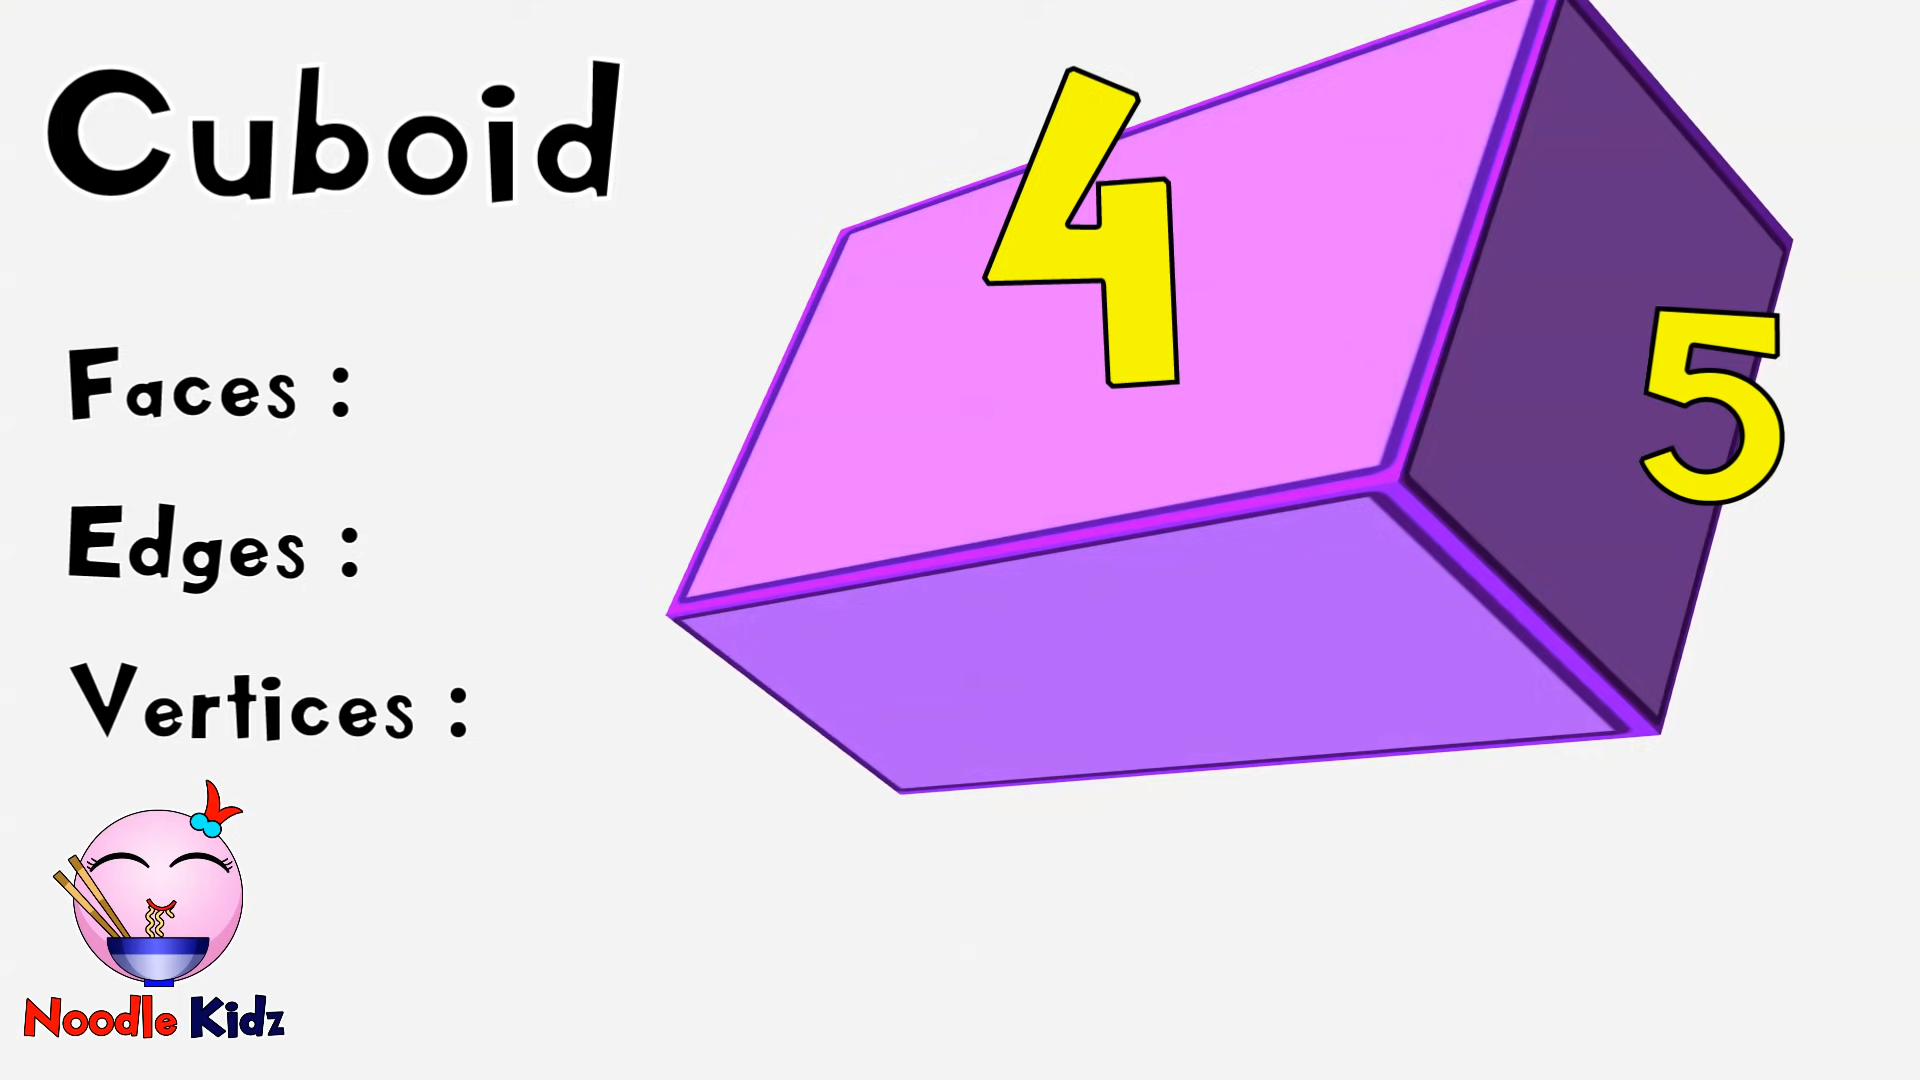 Cuboid
4
5
Faces :
Edges :
Vertices :
Noodle Kidz